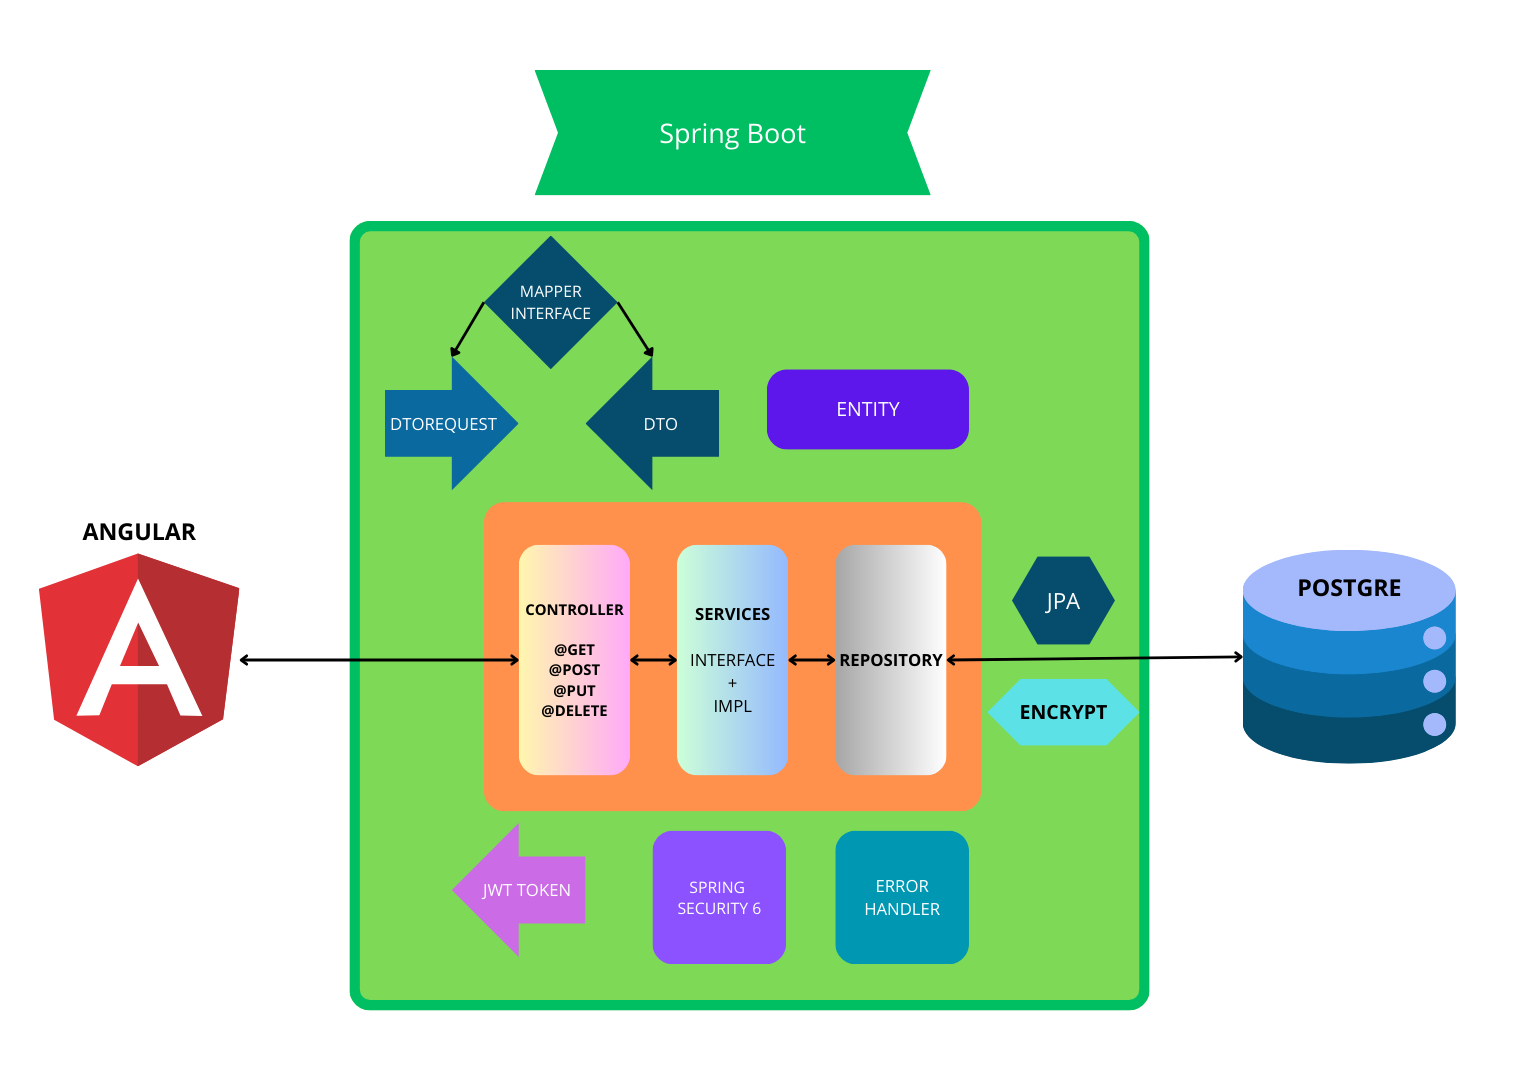 Spring Boot
MAPPER
INTERFACE
DTOREQUEST
DTO
ENTITY
ANGULAR
CONTROLLER
@GET
@POST
@PUT
@DELETE
SERVICES
INTERFACE
+
IMPL
REPOSITORY
JPA
ENCRYPT
POSTGRE
JWT TOKEN
SPRING
SECURITY 6
ERROR
HANDLER